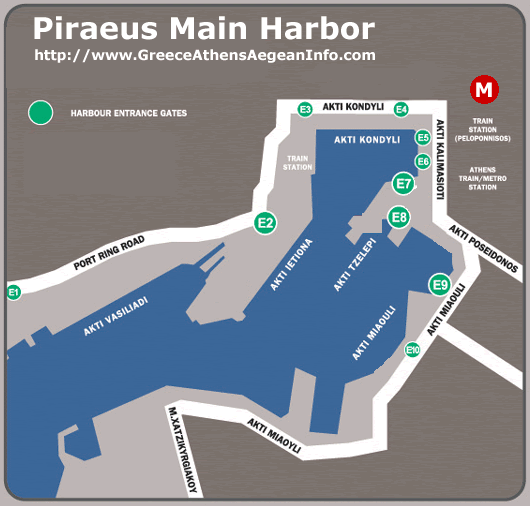 Piraeus Main Harbor
http://www.GreeceAthensAegeanInfo.com
M
HARBOUR ENTRANCE GATES
E3
AKTI KONDYLI
E4
TRAIN
STATION
(PELOPONNISOS)
AKTI KALIMASIOTI
AKTI KONDYLI
E5
E6
TRAIN
STATION
ATHENS
TRAIN/METRO
STATION
E7
E8
E2
AKTI POSEIDONOS
PORT RING ROAD
AKTI IETIONA
AKTI TZELEPI
E1
E9
AKTI VASILIADI
AKTI MIAOULI
AKTI MIAOULI
E10
M.XATZIKYRGIAKOY
AKTI MIAOYLI